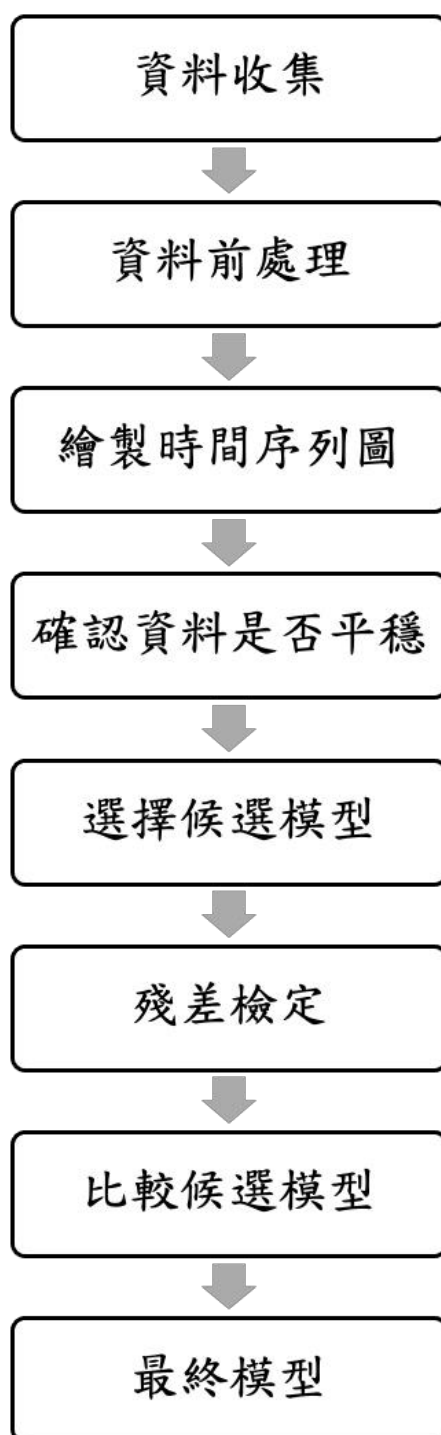 資料收集
資料前處理
繪製時間序列圖
確認資料是否平穩
選擇候選模型
殘差檢定
比較候選模型
最終模型